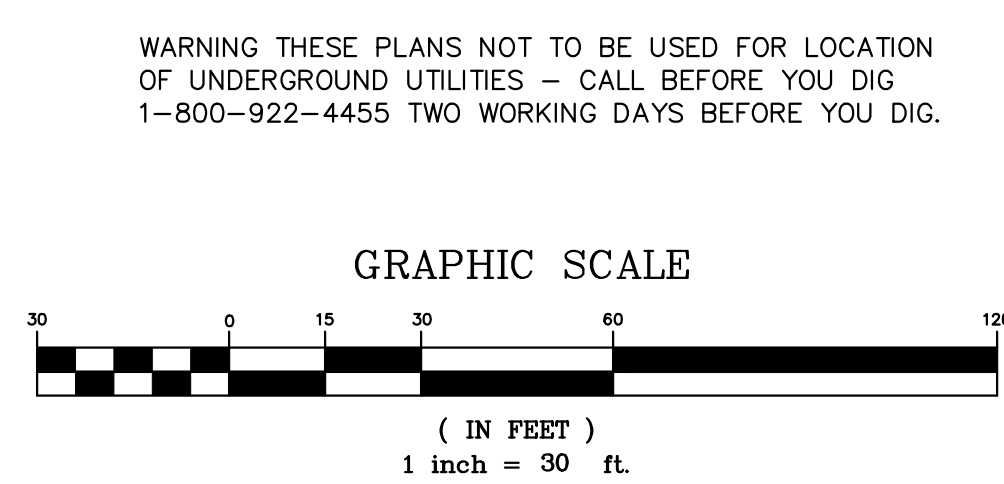 WARNING THESE PLANS NOT TO BE USED FOR LOCATION
OF UNDERGROUND UTILITIES – CALL BEFORE YOU DIG
1–800–922–4455 TWO WORKING DAYS BEFORE YOU DIG.
GRAPHIC SCALE
30 0 15 30 60 120
( IN FEET )
1 inch = 30 ft.